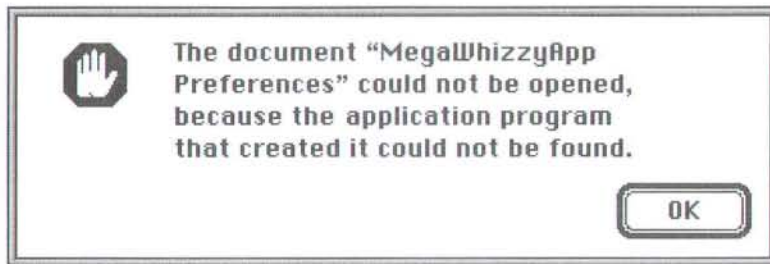 The document “MegaWhizzyApp
Preferences” could not be opened,
because the application program
that created it could not be found.
OK